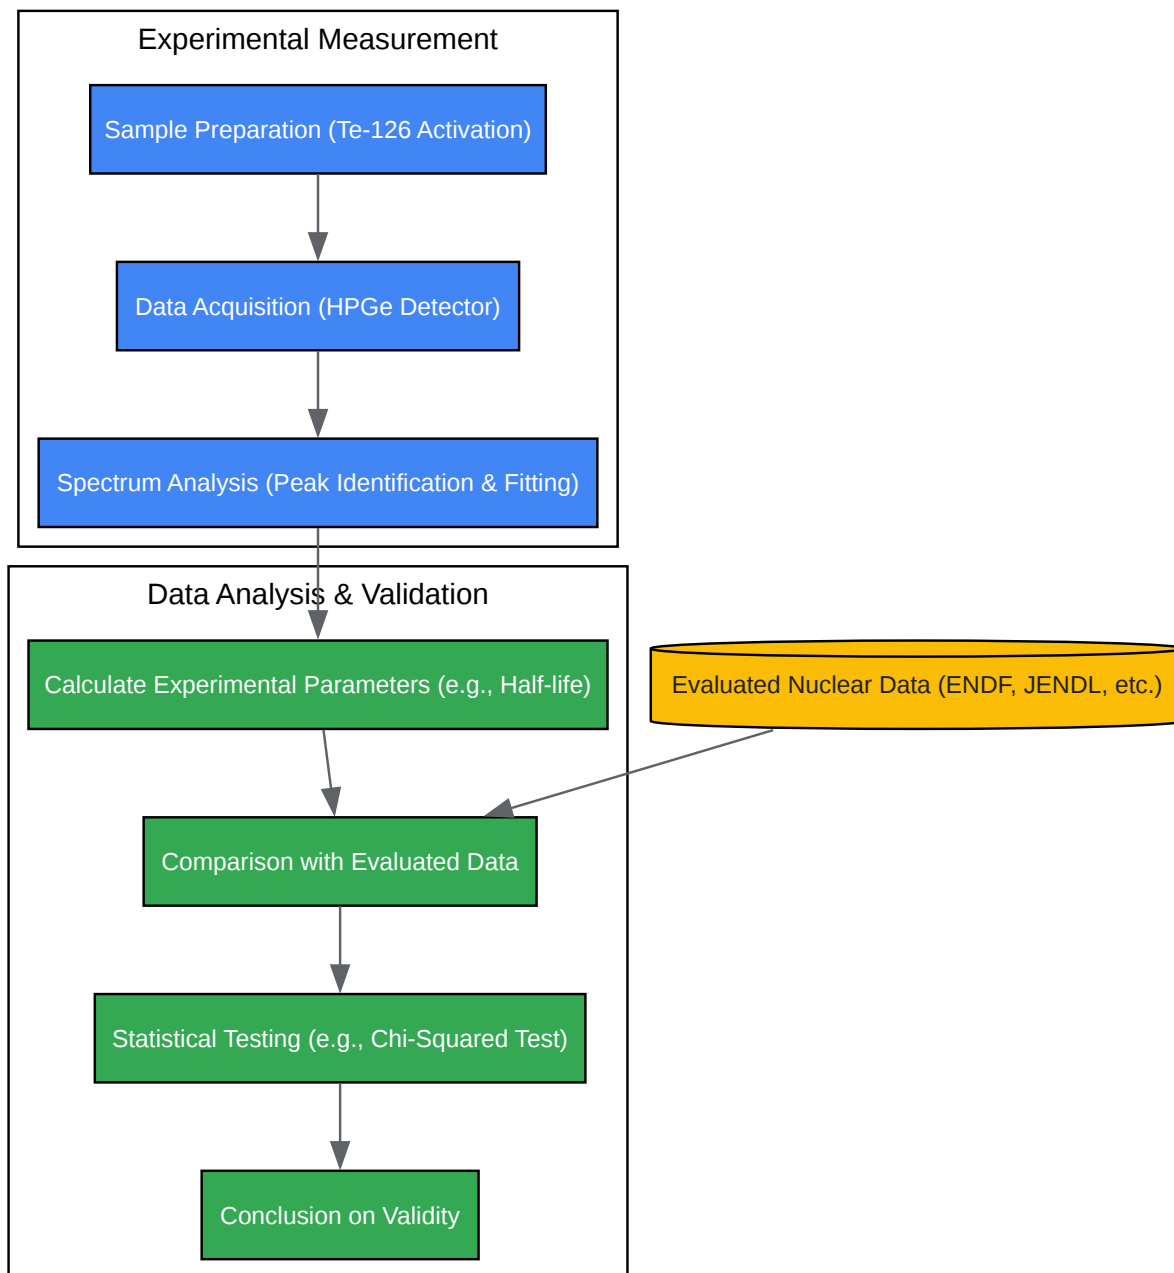 Experimental Measurement
Sample Preparation (Te-126 Activation)
Data Acquisition (HPGe Detector)
Spectrum Analysis (Peak Identification & Fitting)
Data Analysis & Validation
Calculate Experimental Parameters (e.g., Half-life)
Evaluated Nuclear Data (ENDF, JENDL, etc.)
Comparison with Evaluated Data
Statistical Testing (e.g., Chi-Squared Test)
Conclusion on Validity